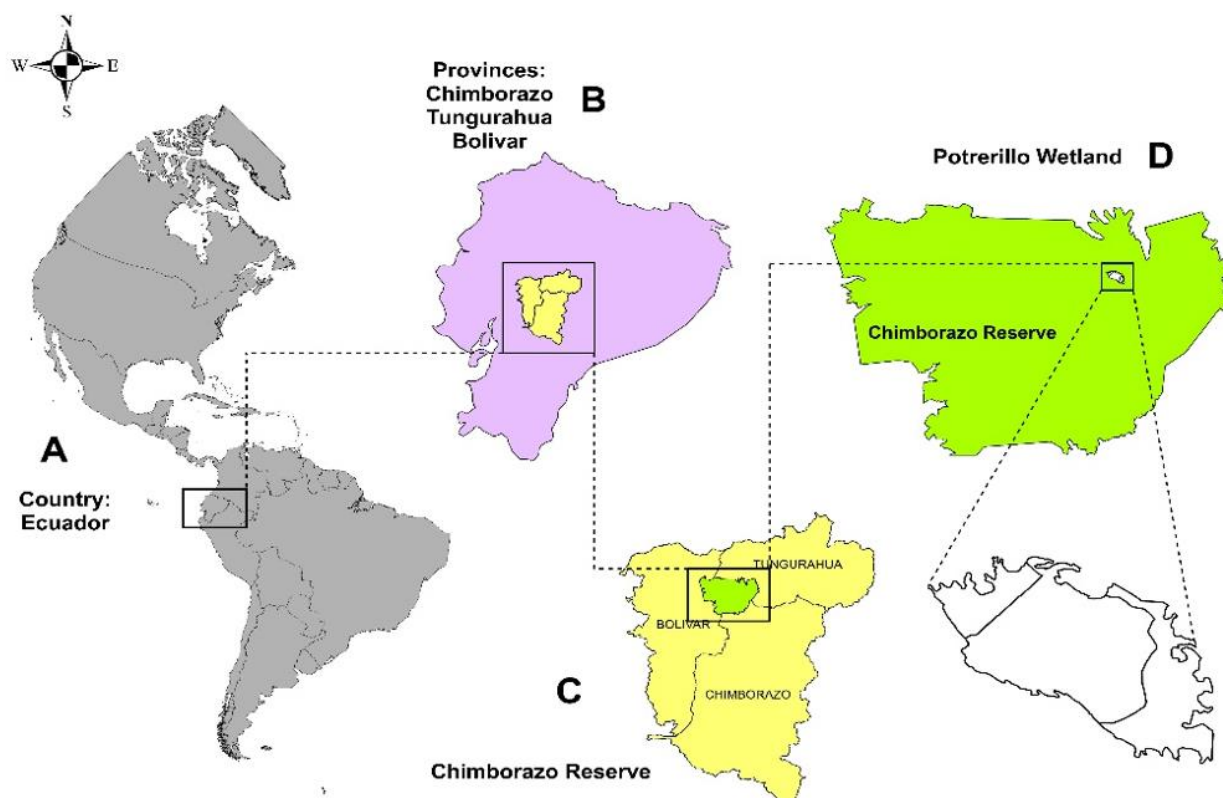 N
W E
S
Provinces:
Chimborazo
Tungurahua
Bolivar
B
Potrerillo Wetland
D
Chimborazo Reserve
A
Country:
Ecuador
TUNGURAHUA
BOLIVAR
CHIMBORAZO
C
Chimborazo Reserve